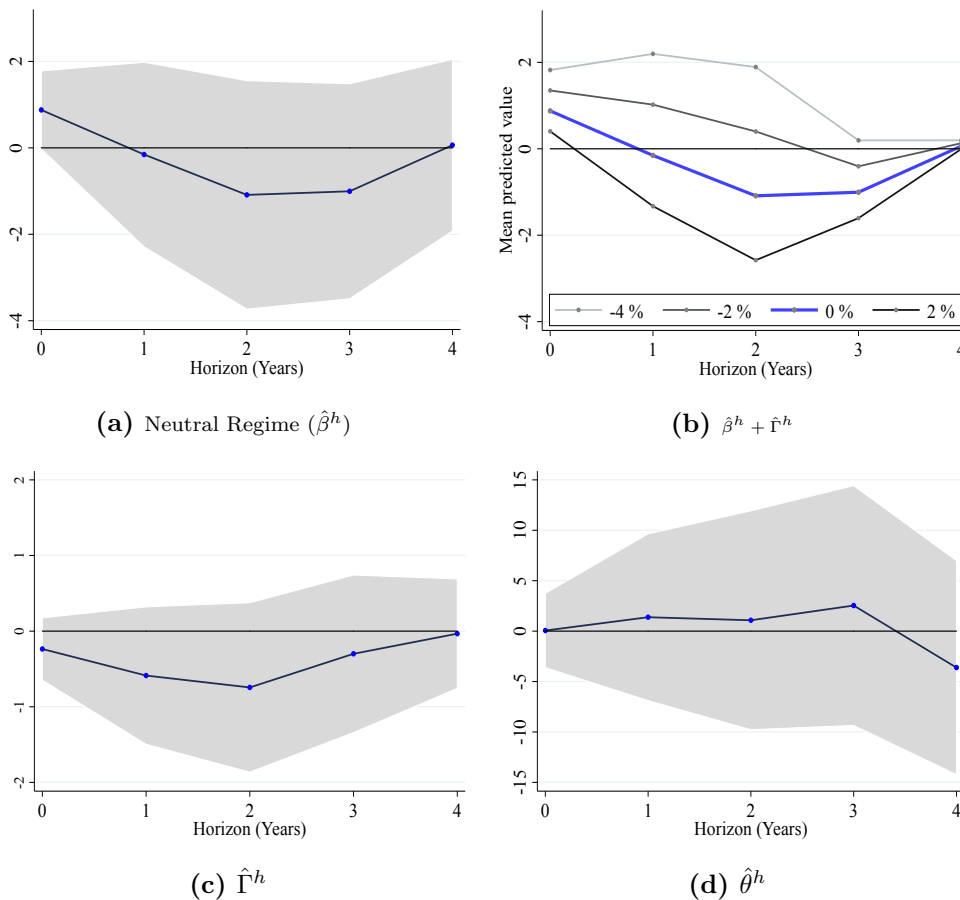 2
0
-2
-4
0 1 2 3 4
Horizon (Years)
(a) Neutral Regime (β̂^h)
Mean predicted value
2
0
-2
-4
-4 % -2 % 0 % 2 %
0 1 2 3 4
Horizon (Years)
(b) β̂^h + Γ̂^h
2
1
0
-1
-2
0 1 2 3 4
Horizon (Years)
(c) Γ̂^h
15
10
5
0
-5
-10
-15
0 1 2 3 4
Horizon (Years)
(d) θ̂^h